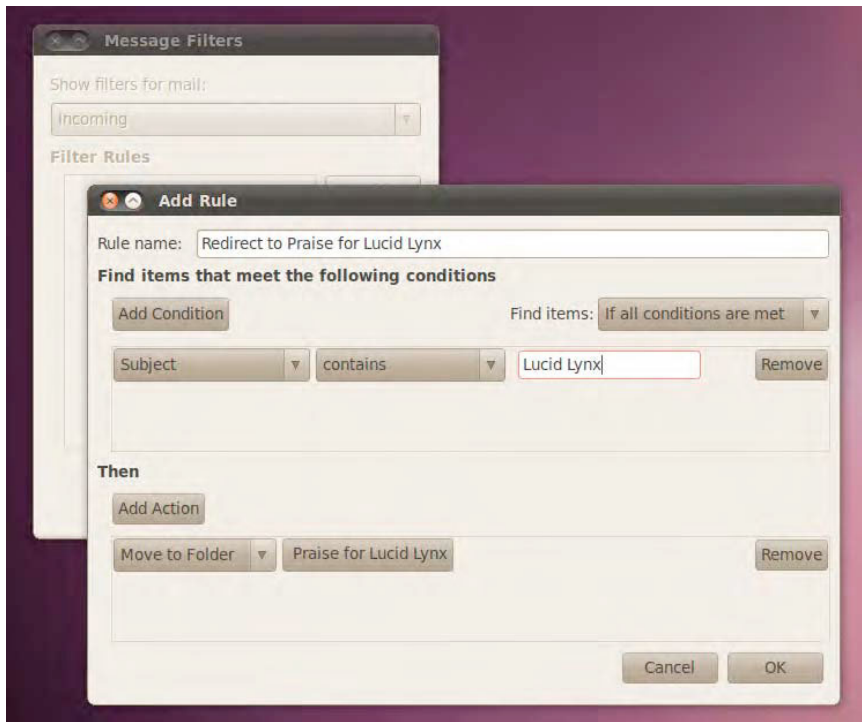 Message Filters
Show filters for mail:
Incoming
Filter Rules
Add Rule
Rule name: Redirect to Praise for Lucid Lynx
Find items that meet the following conditions
Add Condition Find items: If all conditions are met
Subject contains Lucid Lynx Remove
Then
Add Action
Move to Folder Praise for Lucid Lynx Remove
Cancel OK